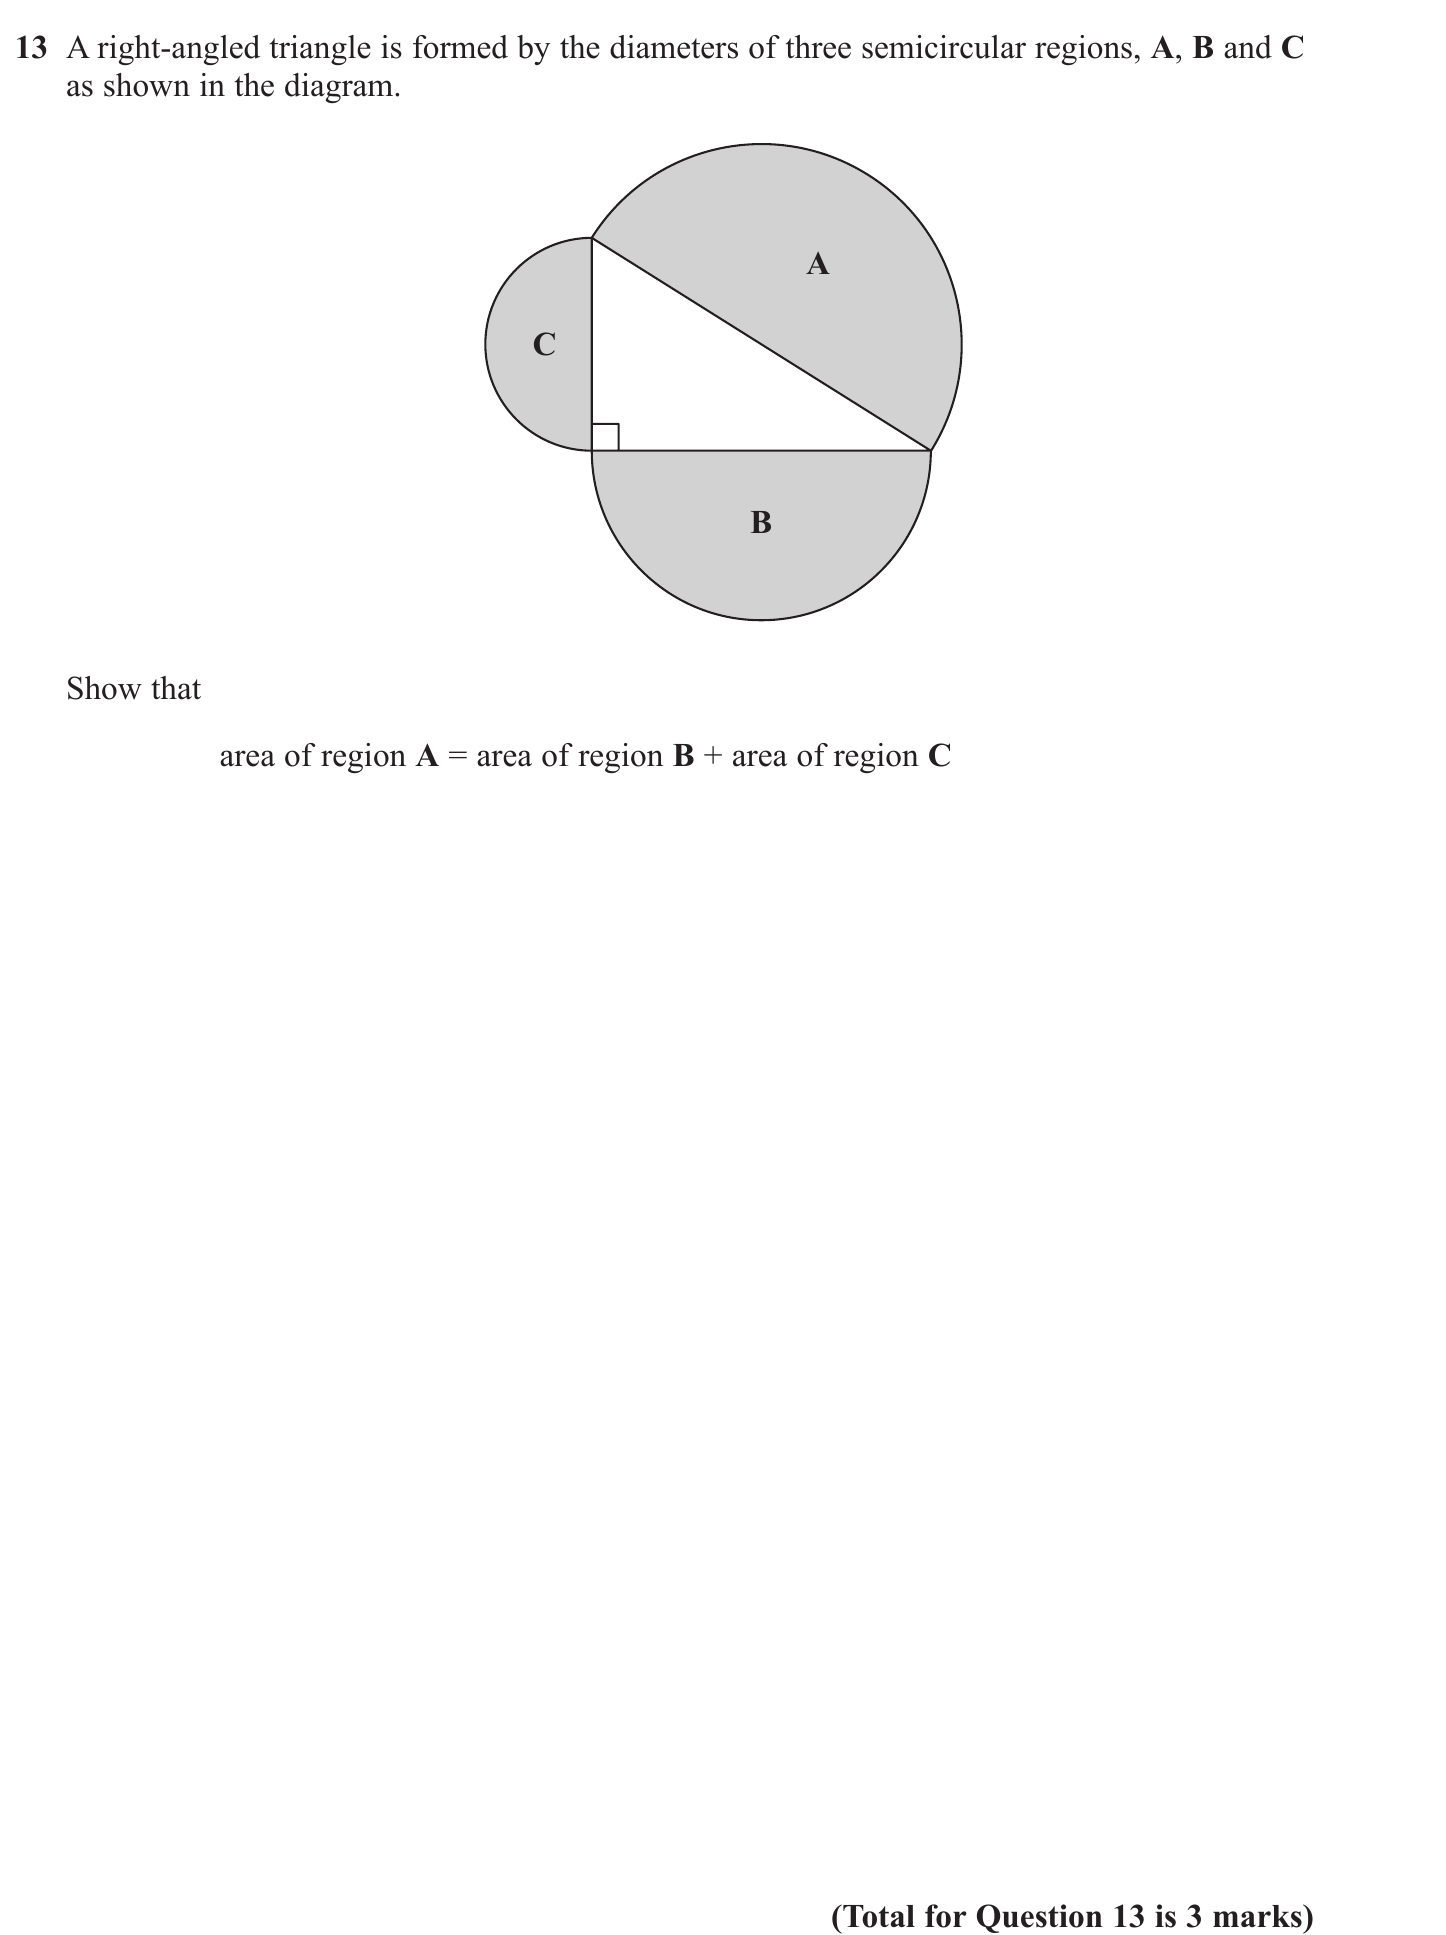 13 A right-angled triangle is formed by the diameters of three semicircular regions, A, B and C
as shown in the diagram.
A
C
B
Show that
area of region A = area of region B + area of region C
(Total for Question 13 is 3 marks)